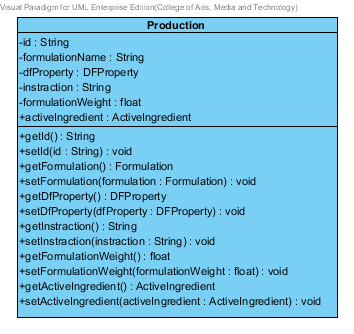 Visual Paradigm for UML Enterprise Edition(College of Arts, Media and Technology)
Production
-id : String
-formulationName : String
-dfProperty : DFProperty
-instraction : String
-formulationWeight : float
+activeIngredient : ActiveIngredient
+getId() : String
+setId(id : String) : void
+getFormulation() : Formulation
+setFormulation(formulation : Formulation) : void
+getDfProperty() : DFProperty
+setDfProperty(dfProperty : DFProperty) : void
+getInstraction() : String
+setInstraction(instraction : String) : void
+getFormulationWeight() : float
+setFormulationWeight(formulationWeight : float) : void
+getActiveIngredient() : ActiveIngredient
+setActiveIngredient(activeIngredient : ActiveIngredient) : void